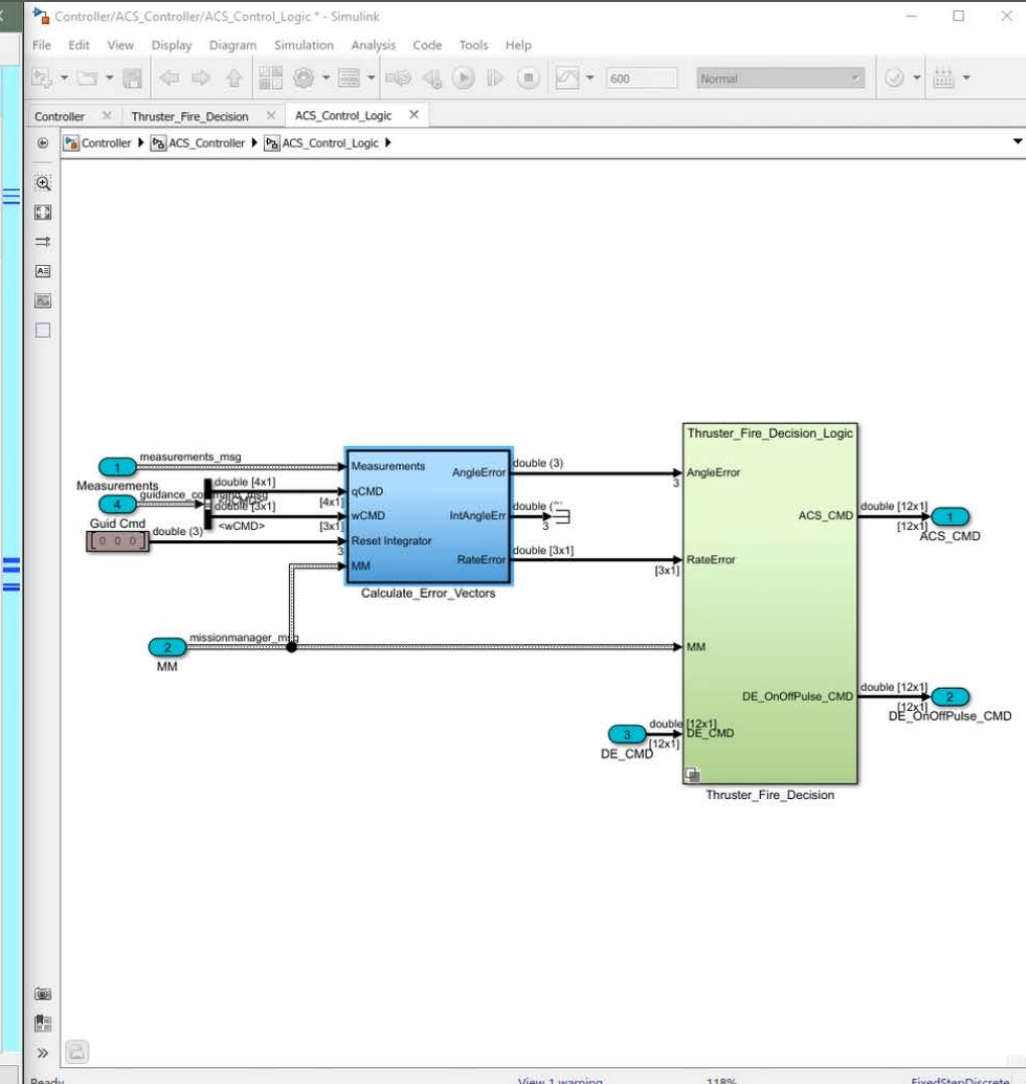 Controller/ACS_Controller/ACS_Control_Logic * - Simulink
File Edit View Display Diagram Simulation Analysis Code Tools Help
600 Normal
Controller Thruster_Fire_Decision ACS_Control_Logic
Controller ACS_Controller ACS_Control_Logic
Thruster_Fire_Decision_Logic
1 measurements_msg Measurements AngleError double (3) 3 AngleError
Measurements
double [4x1] qCMD [4x1]
4
double [3x1] wCMD [3x1] IntAngleErr double 3
ACS_CMD double [12x1] [12x1] 1 ACS_CMD
Guid Cmd
<wCMD>
[0 0 0] double (3) Reset Integrator 3
MM RateError double [3x1] [3x1] RateError
Calculate_Error_Vectors
2 missionmanager_msg MM
MM
DE_OnOffPulse_CMD double [12x1] [12x1] 2 DE_OnOffPulse_CMD
3 double [12x1] [12x1] DE_CMD
DE_CMD
Thruster_Fire_Decision
Ready View 1 warning 118% FixedStepDiscrete